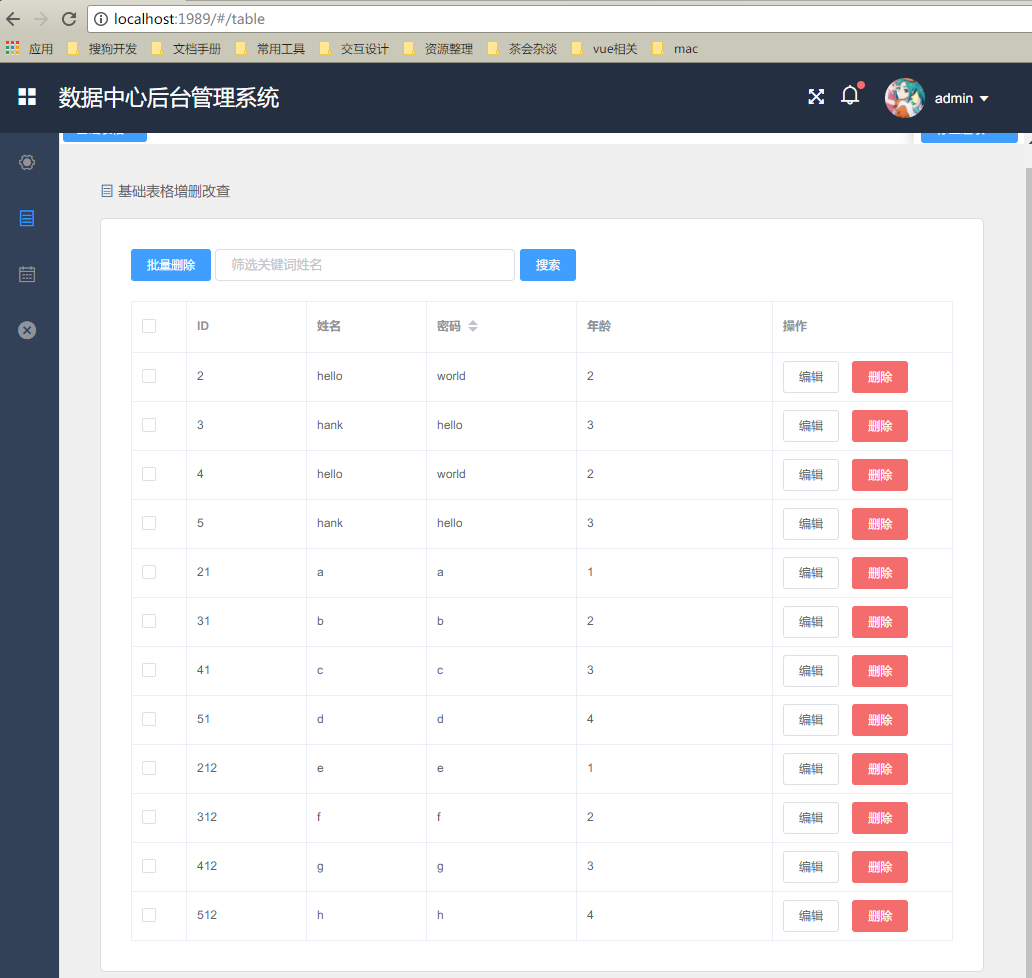 localhost:1989/#/table
应用 搜狗开发 文档手册 常用工具 交互设计 资源整理 茶会杂谈 vue相关 mac
数据中心后台管理系统 admin
基础表格增删改查
批量删除 筛选关键词姓名 搜索
ID 姓名 密码 年龄 操作
2 hello world 2 编辑 删除
3 hank hello 3 编辑 删除
4 hello world 2 编辑 删除
5 hank hello 3 编辑 删除
21 a a 1 编辑 删除
31 b b 2 编辑 删除
41 c c 3 编辑 删除
51 d d 4 编辑 删除
212 e e 1 编辑 删除
312 f f 2 编辑 删除
412 g g 3 编辑 删除
512 h h 4 编辑 删除